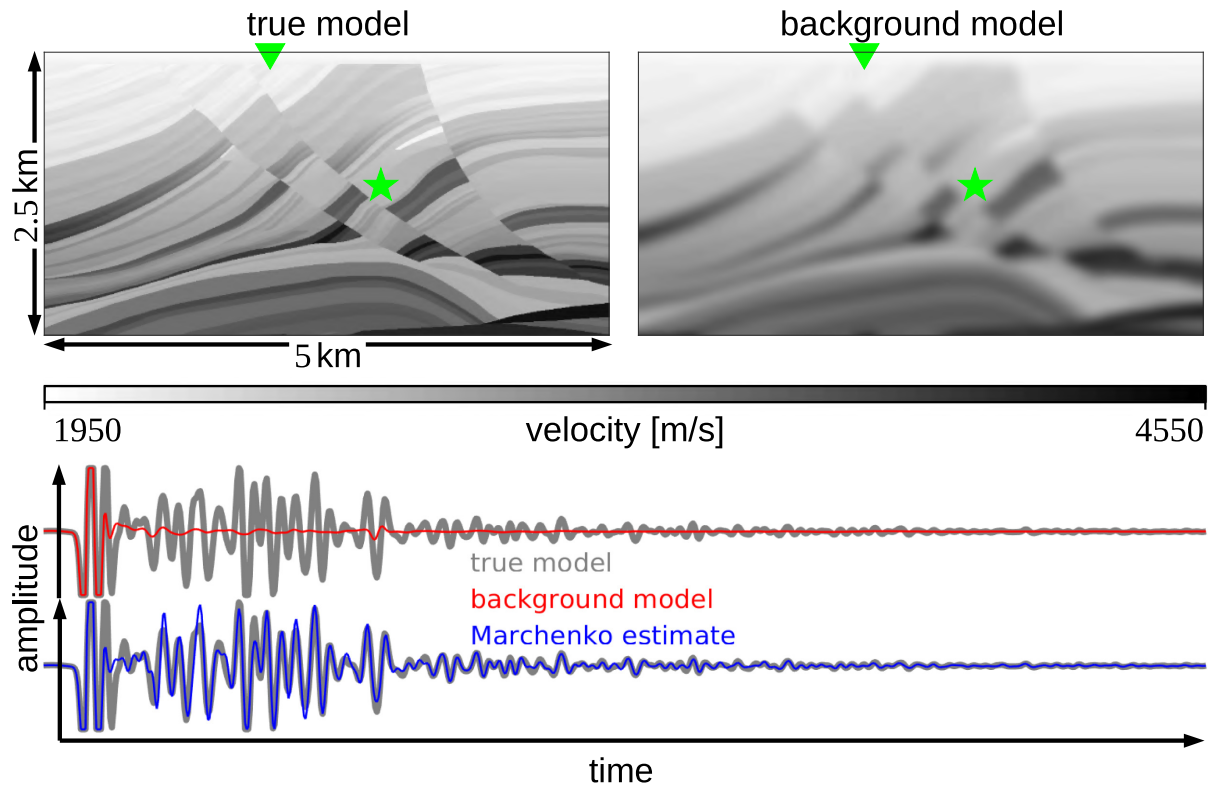 true model
background model
2.5 km
5 km
1950
velocity [m/s]
4550
amplitude
true model
background model
Marchenko estimate
time